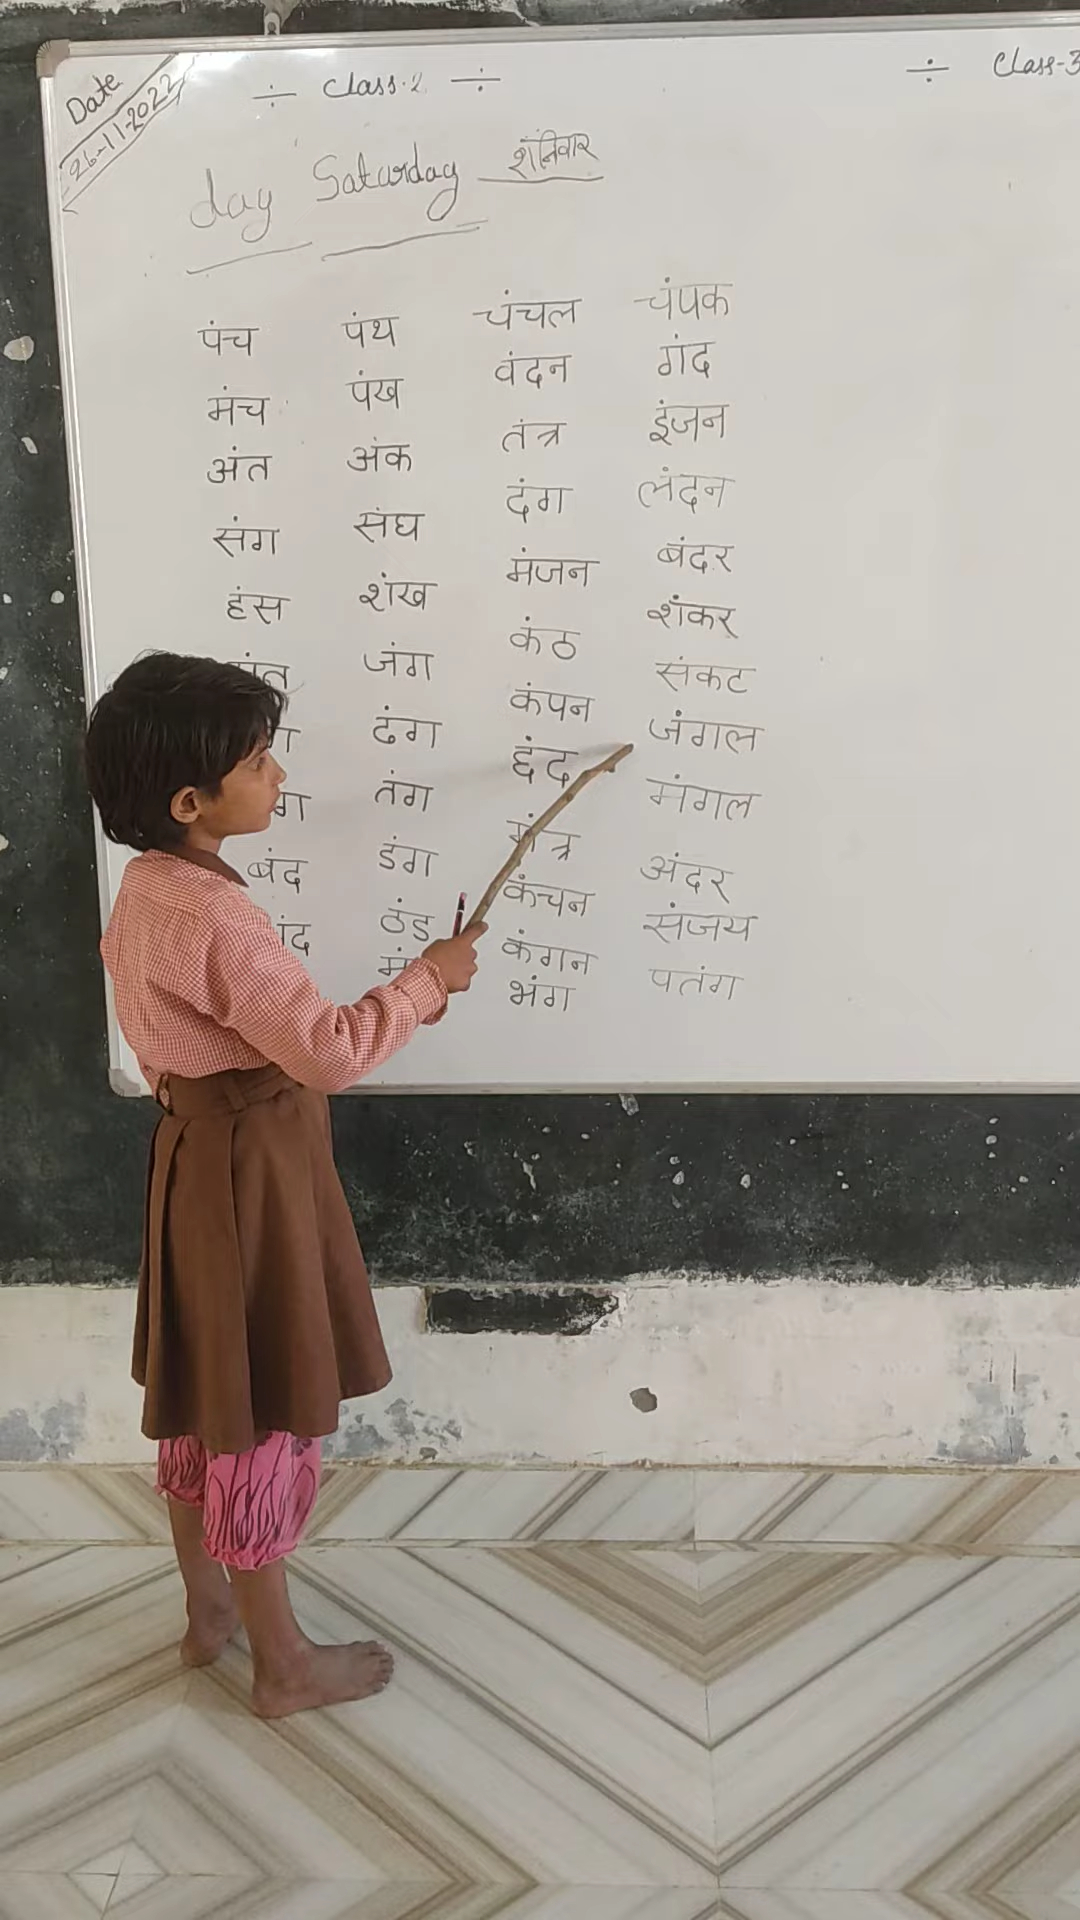 Date
26-11-2022
÷ Class-2 ÷
÷ Class-3
day Saturday शनिवार
पंच पंथ चंचल चंपक
मंच पंख वंदन गंद
अंत अंक तंत्र इंजन
संग संघ दंग लंदन
हंस शंख मंजन बंदर
जंग कंठ शंकर
ढंग कंपन संकट
तंग छंद जंगल
बंद डंग मंत्र मंगल
ठंड कंचन अंदर
कंगन संजय
भंग पतंग